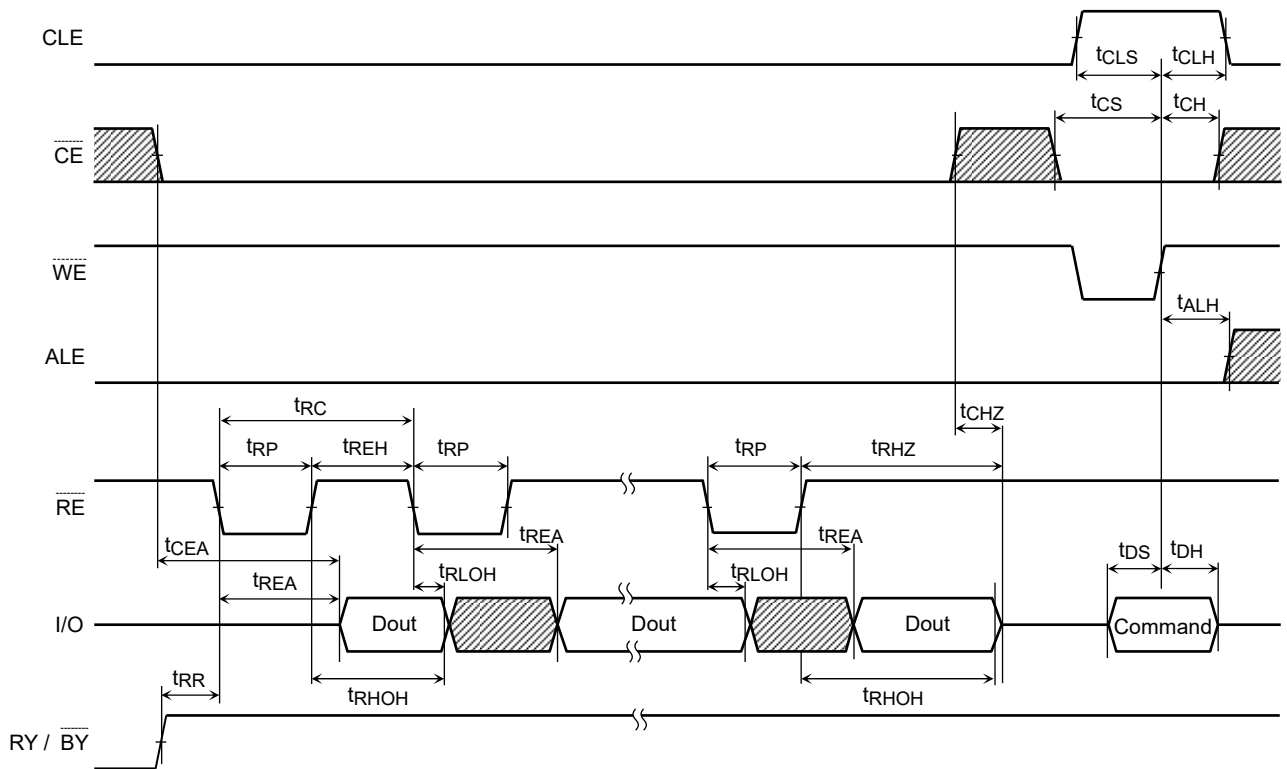 CLE
tCLS tCLH
tCS tCH
CE
WE
tALH
ALE
tRC
tCHZ
tRP tREH tRP tRP tRHZ
RE
tCEA tREA tREA
tREA tRLOH tRLOH tDS tDH
I/O Dout Dout Dout Command
tRR tRHOH tRHOH
RY / BY